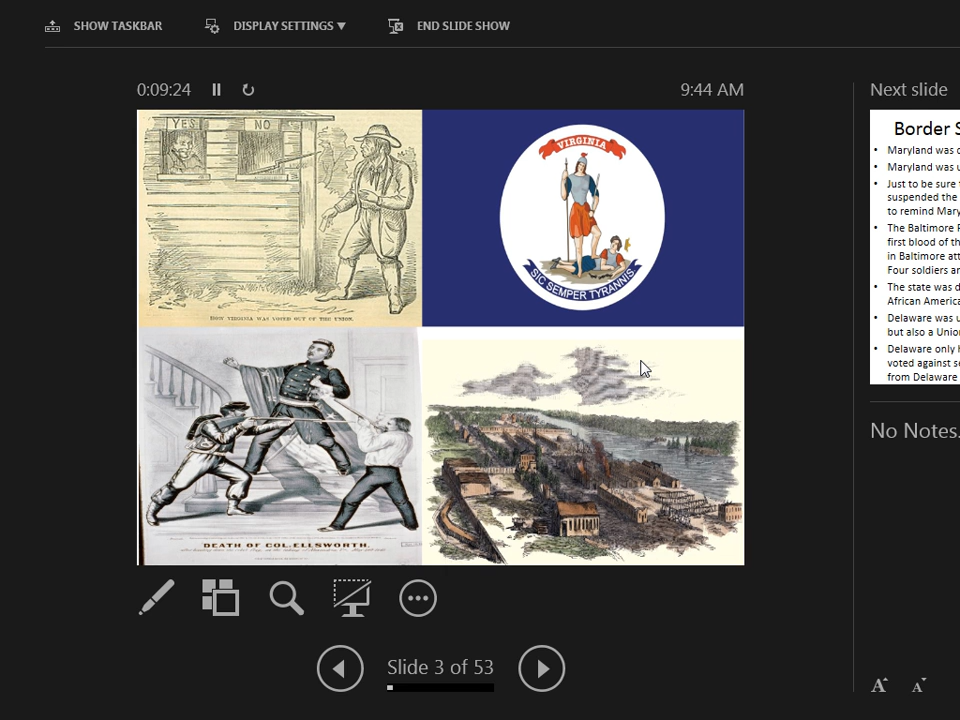 SHOW TASKBAR
DISPLAY SETTINGS ▼
END SLIDE SHOW
0:09:24
9:44 AM
Next slide
YES
NO
HOW VIRGINIA WAS VOTED OUT OF THE UNION.
VIRGINIA
SIC SEMPER TYRANNIS
DEATH OF COL. ELLSWORTH.
Border S
• Maryland was
• Maryland was u
• Just to be sure
suspended the
to remind Mary
• The Baltimore
first blood of th
in Baltimore att
Four soldiers ar
• The state was d
African America
• Delaware was u
but also a Union
• Delaware only h
voted against s
from Delaware
No Notes.
Slide 3 of 53
A
A